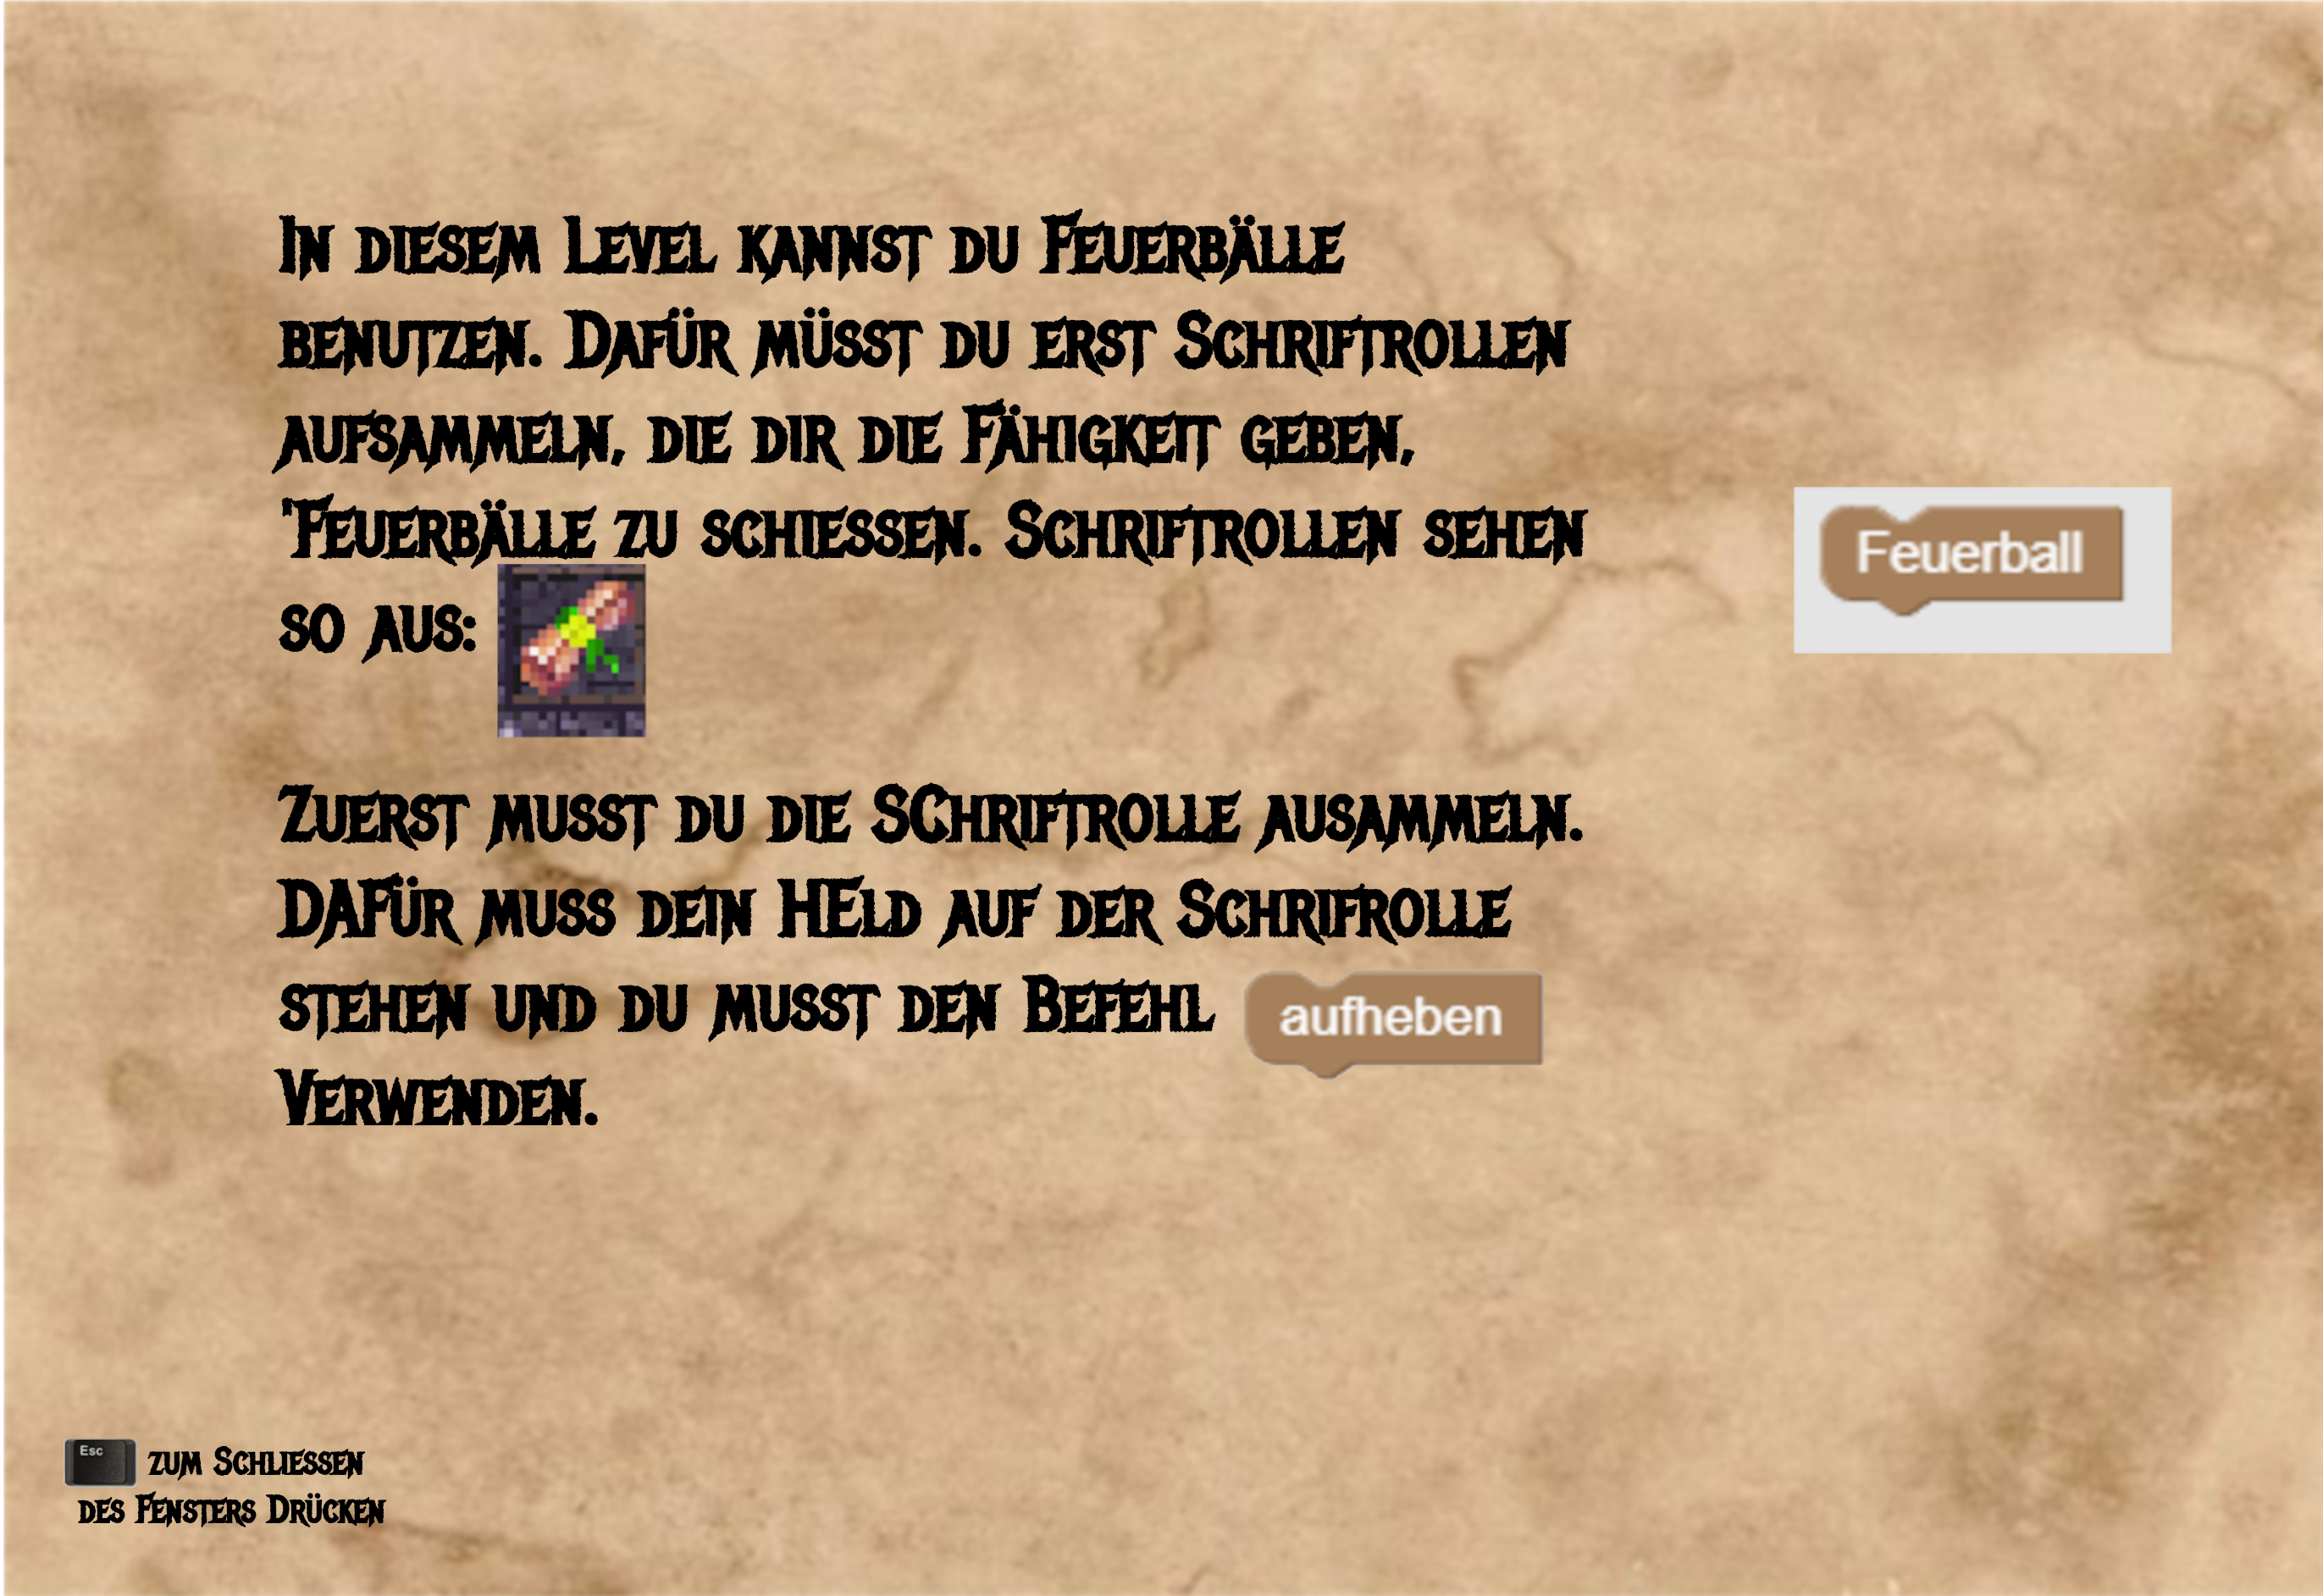 In diesem Level kannst du Feuerbälle
benutzen. Dafür müsst du erst Schriftrollen
aufsammeln, die dir die Fähigkeit geben,
'Feuerbälle zu schiessen. Schriftrollen sehen
so aus:
Feuerball
Zuerst musst du die SChriftrolle ausammeln.
DAFür muss dein HEld auf der Schrifrolle
stehen und du musst den Befehl aufheben
Verwenden.
Esc zum Schliessen
des Fensters Drücken